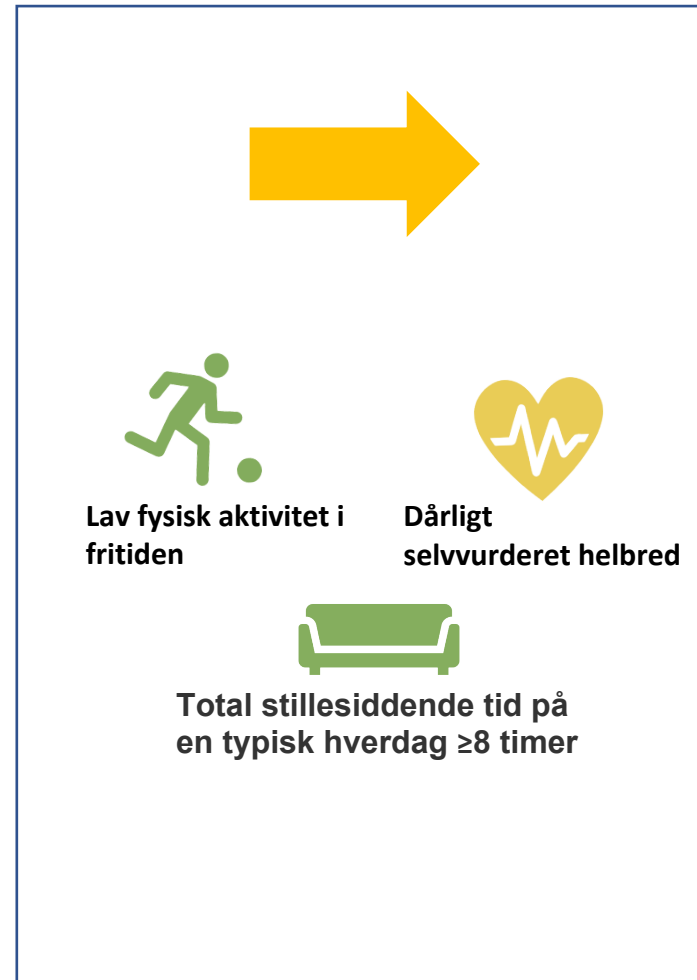 Lav fysisk aktivitet i
fritiden
Dårligt
selvvurderet helbred
Total stillesiddende tid på
en typisk hverdag ≥8 timer